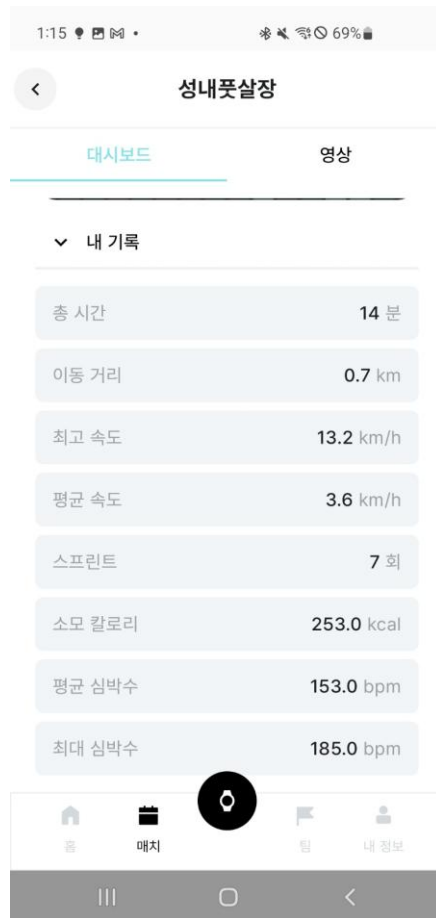 1:15 69%
성내풋살장
대시보드 영상
내 기록
총 시간 14 분
이동 거리 0.7 km
최고 속도 13.2 km/h
평균 속도 3.6 km/h
스프린트 7 회
소모 칼로리 253.0 kcal
평균 심박수 153.0 bpm
최대 심박수 185.0 bpm
홈 매치 팀 내 정보